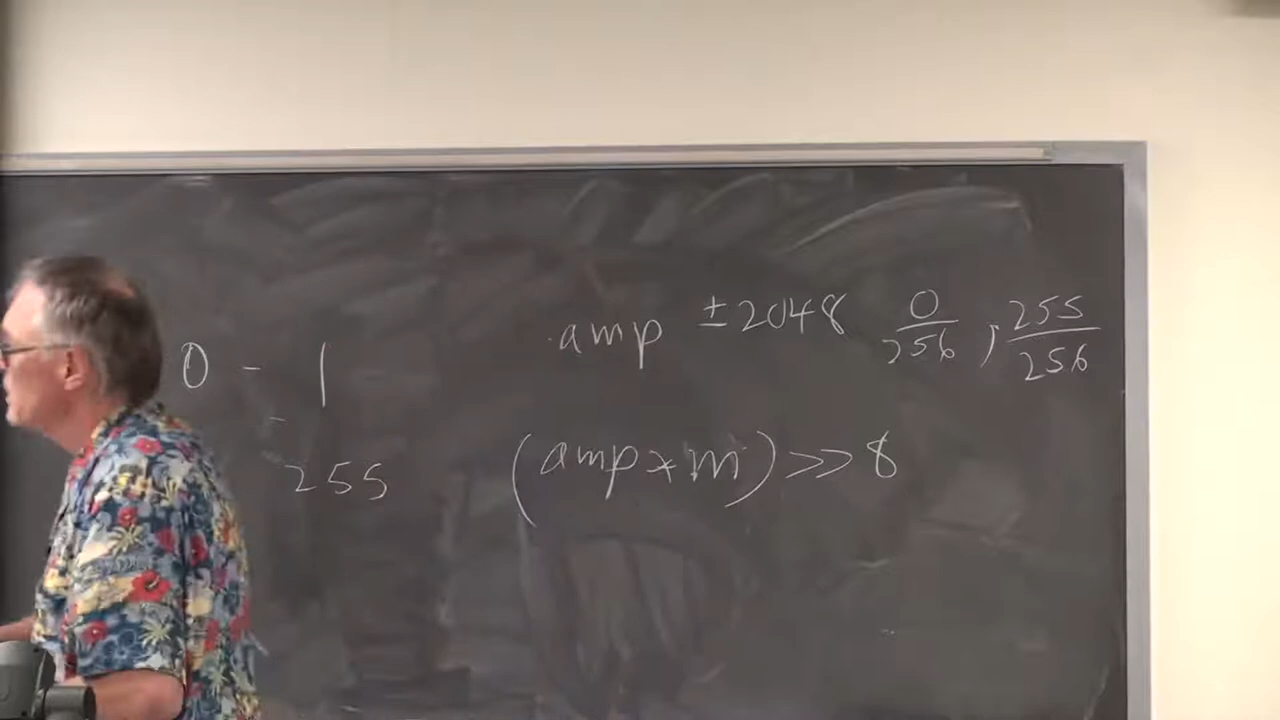 0 - 1
255
amp ±2048 0/256 , 255/256
(amp * m) >> 8